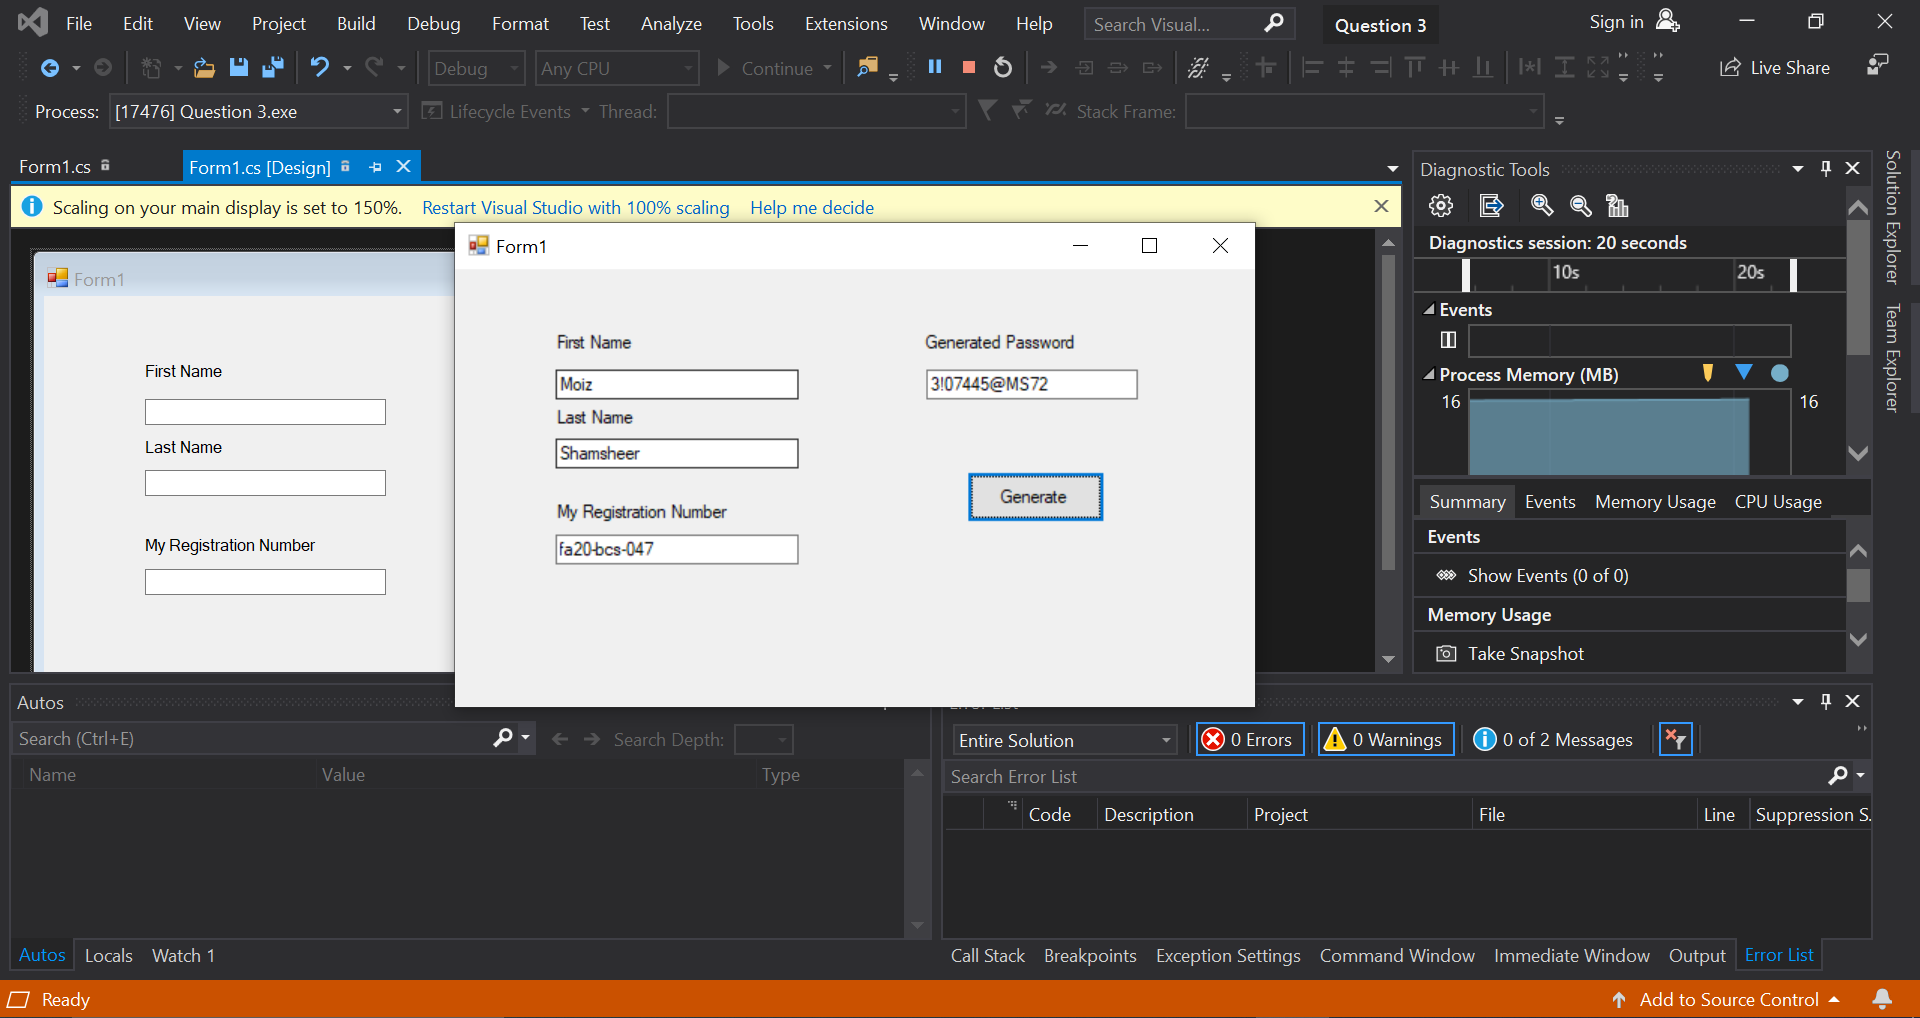 File Edit View Project Build Debug Format Test Analyze Tools Extensions Window Help Search Visual... Question 3 Sign in
Debug Any CPU Continue Live Share
Process: [17476] Question 3.exe Lifecycle Events Thread: Stack Frame:
Form1.cs Form1.cs [Design]
Scaling on your main display is set to 150%. Restart Visual Studio with 100% scaling Help me decide
Form1
First Name
Last Name
My Registration Number
Form1
First Name
Moiz
Last Name
Shamsheer
My Registration Number
fa20-bcs-047
Generated Password
3!07445@MS72
Generate
Diagnostic Tools
Diagnostics session: 20 seconds
10s 20s
Events
Process Memory (MB)
16 16
Summary Events Memory Usage CPU Usage
Events
Show Events (0 of 0)
Memory Usage
Take Snapshot
Solution Explorer
Team Explorer
Autos
Search (Ctrl+E) Search Depth:
Name Value Type
Autos Locals Watch 1
Entire Solution 0 Errors 0 Warnings 0 of 2 Messages
Search Error List
Code Description Project File Line Suppression S.
Call Stack Breakpoints Exception Settings Command Window Immediate Window Output Error List
Ready Add to Source Control